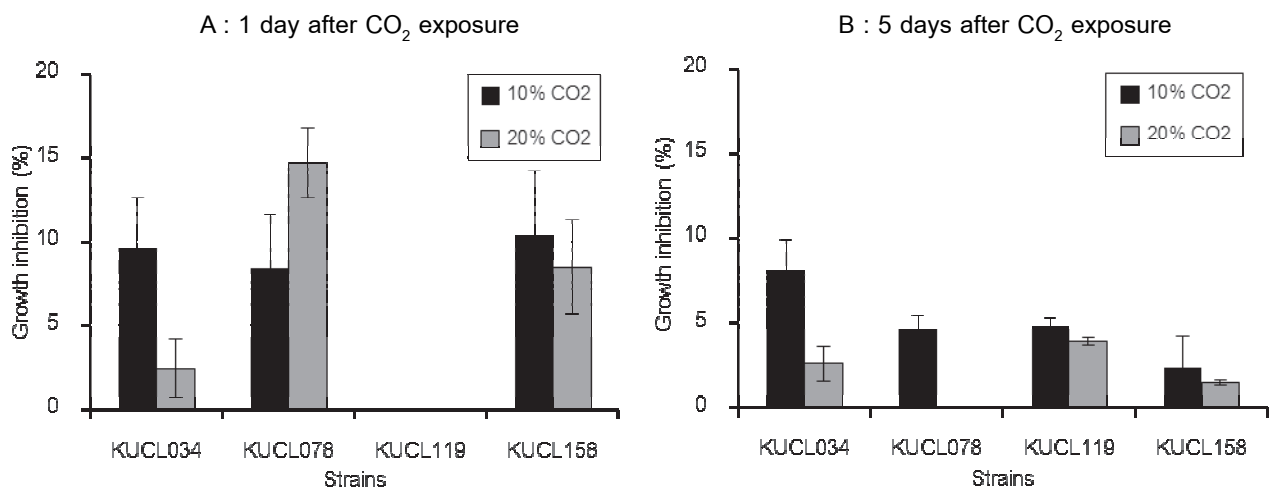 A : 1 day after CO2 exposure
20
15
10
5
0
Growth inhibition (%)
10% CO2
20% CO2
KUCL034 KUCL078 KUCL119 KUCL158
Strains
B : 5 days after CO2 exposure
20
15
10
5
0
Growth inhibition (%)
10% CO2
20% CO2
KUCL034 KUCL078 KUCL119 KUCL158
Strains